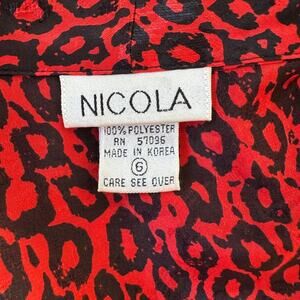 NICOLA
100% POLYESTER
RN 57096
MADE IN KOREA
6
CARE SEE OVER